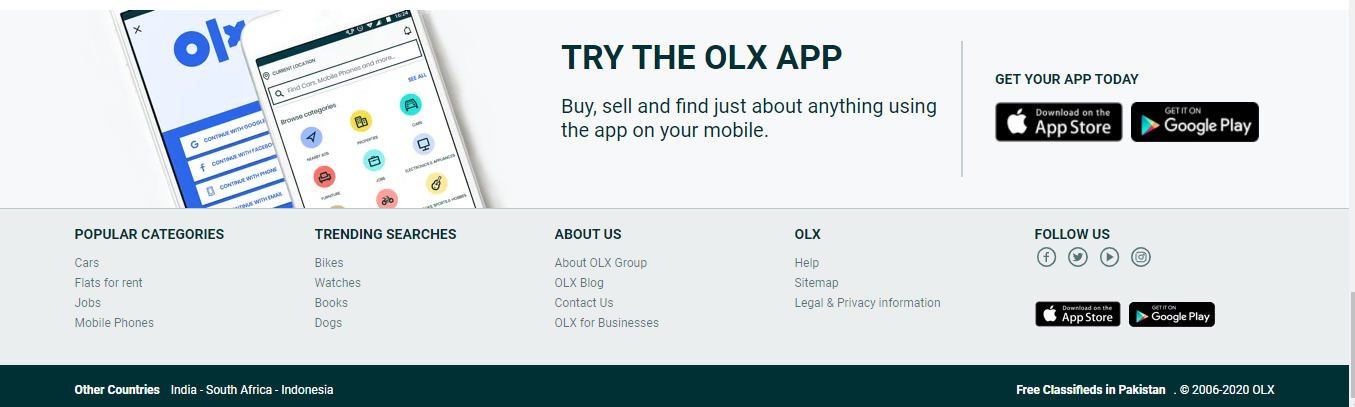 olx
CONTINUE WITH GOOGLE
CONTINUE WITH FACEBO
CONTINUE WITH PHONE
CONTINUE WITH EMAIL
16:24
CURRENT LOCATION
Find Cars, Mobile Phones and more...
Browse categories
SEE ALL
NEARBY ADS
PROPERTIES
CARS
FURNITURE
JOBS
ELECTRONICS & APPLIANCES
SPORTS & HOBBIES
TRY THE OLX APP
Buy, sell and find just about anything using
the app on your mobile.
GET YOUR APP TODAY
Download on the
App Store
GET IT ON
Google Play
POPULAR CATEGORIES
Cars
Flats for rent
Jobs
Mobile Phones
TRENDING SEARCHES
Bikes
Watches
Books
Dogs
ABOUT US
About OLX Group
OLX Blog
Contact Us
OLX for Businesses
OLX
Help
Sitemap
Legal & Privacy information
FOLLOW US
Download on the
App Store
GET IT ON
Google Play
Other Countries India - South Africa - Indonesia
Free Classifieds in Pakistan . © 2006-2020 OLX